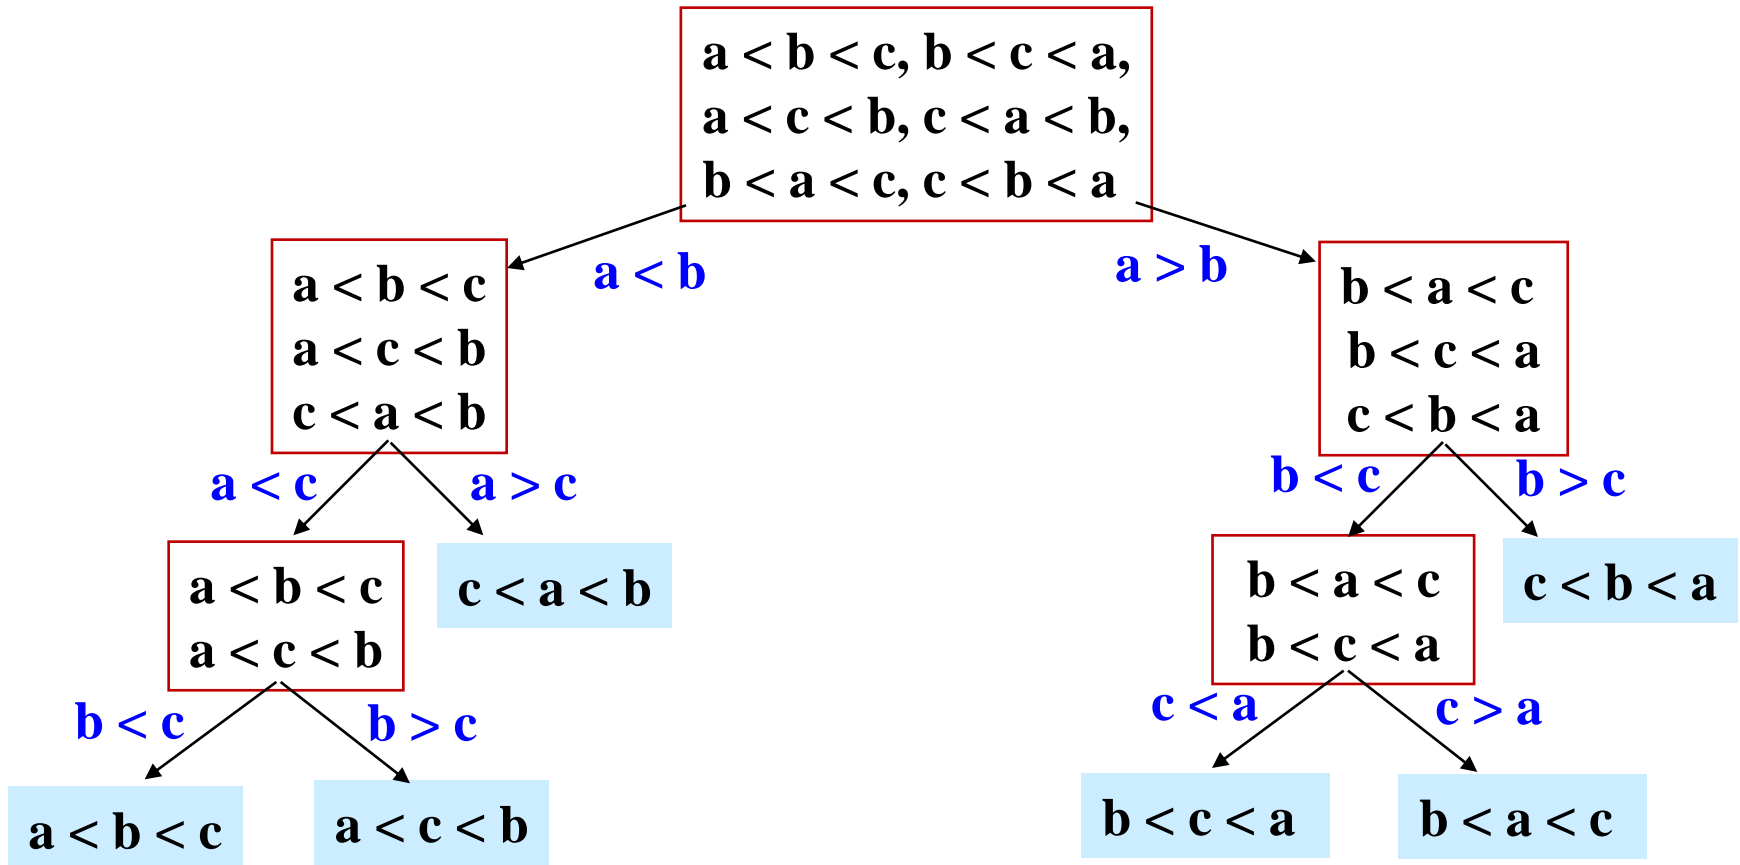 a < b < c, b < c < a,
a < c < b, c < a < b,
b < a < c, c < b < a
a < b
a > b
a < b < c
a < c < b
c < a < b
b < a < c
b < c < a
c < b < a
a < c
a > c
b < c
b > c
a < b < c
a < c < b
c < a < b
b < a < c
b < c < a
c < b < a
b < c
b > c
c < a
c > a
a < b < c
a < c < b
b < c < a
b < a < c